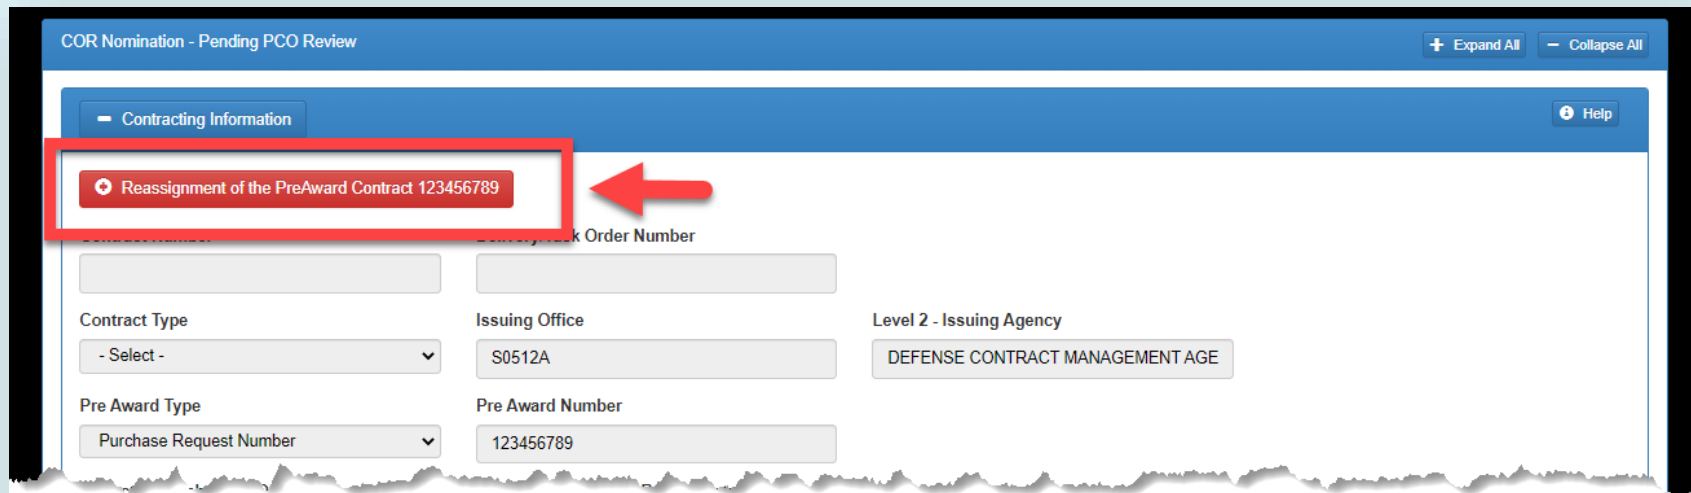 COR Nomination - Pending PCO Review
Expand All
Collapse All
Contracting Information
Help
Reassignment of the PreAward Contract 123456789
Order Number
Contract Type
Issuing Office
Level 2 - Issuing Agency
- Select -
S0512A
DEFENSE CONTRACT MANAGEMENT AGE
Pre Award Type
Pre Award Number
Purchase Request Number
123456789